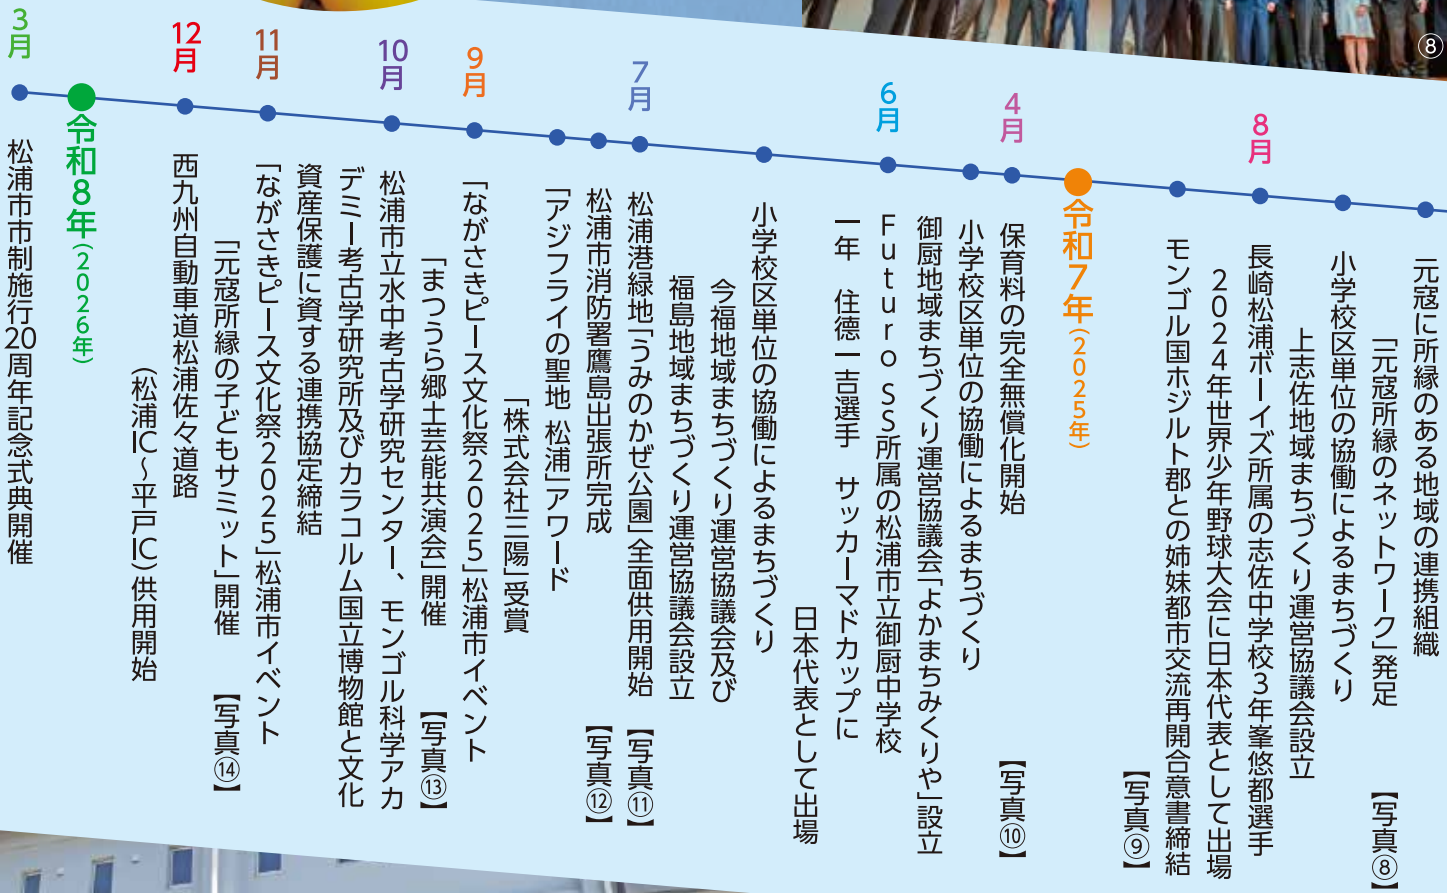 ⑧
元寇に所縁のある地域の連携組織
「元寇所縁のネットワーク」発足 【写真⑧】
小学校区単位の協働によるまちづくり
上志佐地域まちづくり運営協議会設立
8月
長崎松浦ボーイズ所属の志佐中学校3年峯悠都選手
2024年世界少年野球大会に日本代表として出場
モンゴル国ホジルト郡との姉妹都市交流再開合意書締結
【写真⑨】
令和7年（2025年）
4月
保育料の完全無償化開始 【写真⑩】
小学校区単位の協働によるまちづくり
御厨地域まちづくり運営協議会「よかまちみくりや」設立
6月
Futuro SS所属の松浦市立御厨中学校
一年 住徳一吉選手 サッカーマドカップに
日本代表として出場
小学校区単位の協働によるまちづくり
今福地域まちづくり運営協議会及び
福島地域まちづくり運営協議会設立
7月
松浦港緑地「うみのかぜ公園」全面供用開始 【写真⑪】
松浦市消防署鷹島出張所完成 【写真⑫】
「アジフライの聖地 松浦」アワード
「株式会社三陽」受賞
9月
「ながさきピース文化祭2025」松浦市イベント
「まつうら郷土芸能共演会」開催 【写真⑬】
10月
松浦市立水中考古学研究センター、モンゴル科学アカ
デミー考古学研究所及びカラコルム国立博物館と文化
資産保護に資する連携協定締結
11月
「ながさきピース文化祭2025」松浦市イベント
「元寇所縁の子どもサミット」開催 【写真⑭】
12月
西九州自動車道松浦佐々道路
（松浦IC～平戸IC）供用開始
令和8年（2026年）
3月
松浦市市制施行20周年記念式典開催